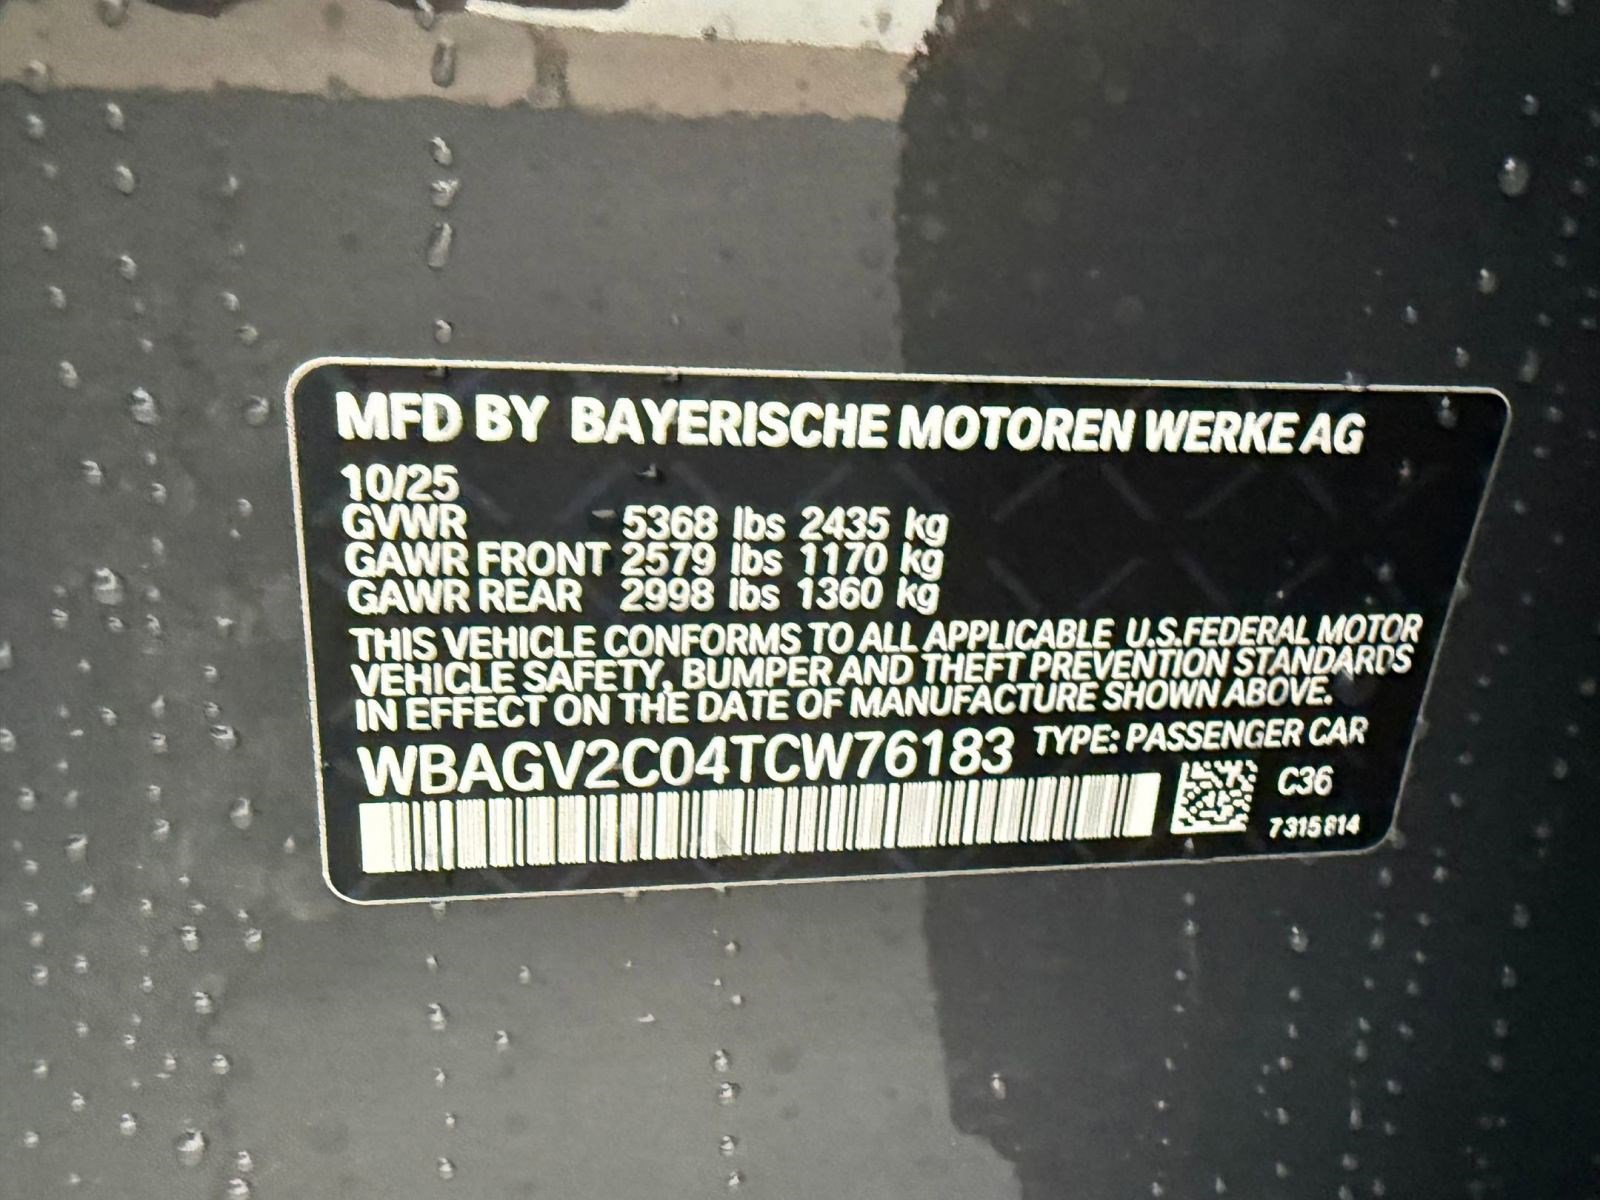 MFD BY BAYERISCHE MOTOREN WERKE AG
10/25
GVWR 5368 lbs 2435 kg
GAWR FRONT 2579 lbs 1170 kg
GAWR REAR 2998 lbs 1360 kg
THIS VEHICLE CONFORMS TO ALL APPLICABLE U.S.FEDERAL MOTOR
VEHICLE SAFETY, BUMPER AND THEFT PREVENTION STANDARDS
IN EFFECT ON THE DATE OF MANUFACTURE SHOWN ABOVE.
WBAGV2C04TCW76183 TYPE: PASSENGER CAR
C36
7315814